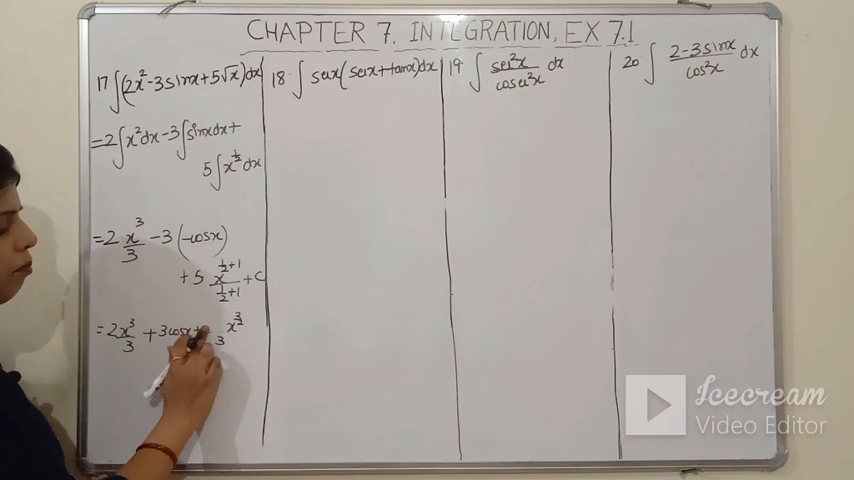 CHAPTER 7. INTEGRATION, EX 7.1
17 ∫(2x²-3sinx+5√x)dx
=2∫x²dx-3∫sinxdx+
5∫x^½dx
=2 x³/3 -3(-cosx)
+5 x^(½+1)/(½+1) +C
=2x³/3 +3cosx+ 3 x^(3/2)
18 ∫ secx(secx+tanx)dx
19 ∫ sec²x/cosec²x dx
20 ∫ 2-3sinx/cos²x dx
Icecream
Video Editor